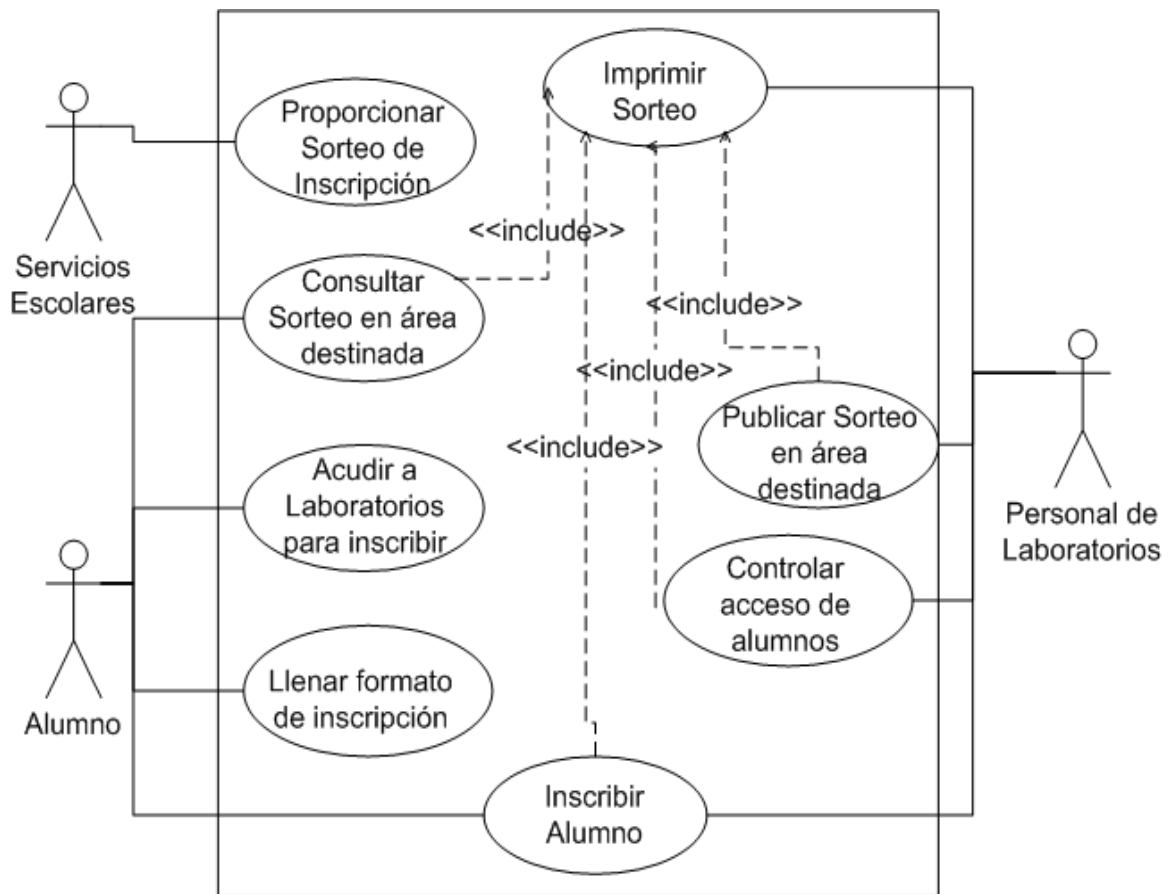 Imprimir
Sorteo
Proporcionar
Sorteo de
Inscripción
Servicios
Escolares
<<include>>
Consultar
Sorteo en área
destinada
<<include>>
<<include>>
<<include>>
Publicar Sorteo
en área
destinada
Personal de
Laboratorios
Acudir a
Laboratorios
para inscribir
Controlar
acceso de
alumnos
Alumno
Llenar formato
de inscripción
Inscribir
Alumno